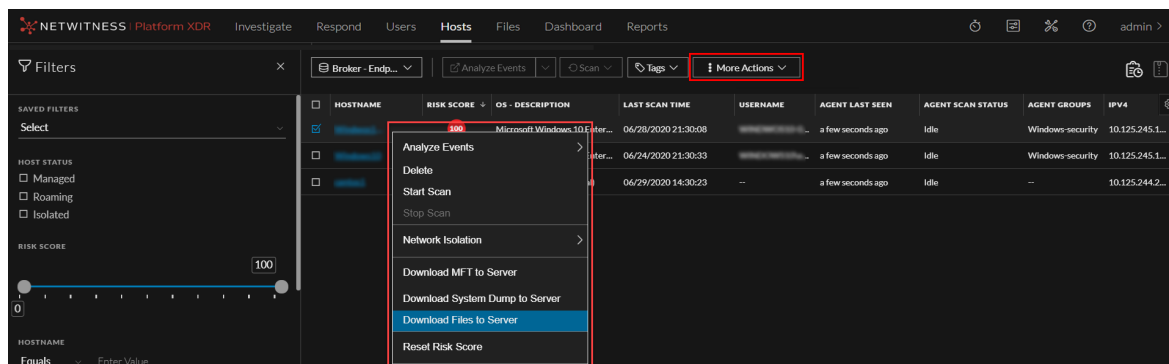 NETWITNESS Platform XDR Investigate Respond Users Hosts Files Dashboard Reports admin >
Filters × Broker - Endp... Analyze Events Scan Tags More Actions
SAVED FILTERS
Select
HOSTNAME RISK SCORE OS - DESCRIPTION LAST SCAN TIME USERNAME AGENT LAST SEEN AGENT SCAN STATUS AGENT GROUPS IPV4
100 Microsoft Windows 10 Enter... 06/28/2020 21:30:08 a few seconds ago Idle Windows-security 10.125.245.1...
Enter... 06/24/2020 21:30:33 a few seconds ago Idle Windows-security 10.125.245.1...
06/29/2020 14:30:23 -- a few seconds ago Idle -- 10.125.244.2...
HOST STATUS
Managed
Roaming
Isolated
RISK SCORE
100
0
HOSTNAME
Equals Enter Value
Analyze Events
Delete
Start Scan
Stop Scan
Network Isolation
Download MFT to Server
Download System Dump to Server
Download Files to Server
Reset Risk Score